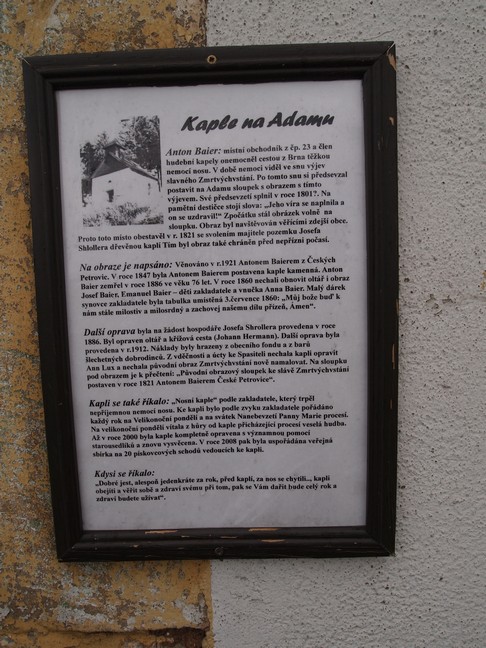 Kaple na Adamu
Anton Baier: místní obchodník z čp. 23 a člen
hudební kapely onemocněl cestou z Brna těžkou
nemocí nosu. V době nemoci viděl ve snu výjev
slavného Zmrtvýchvstání. Po tomto snu si předsevzal
postavit na Adamu sloupek s obrazem s tímto
výjevem. Své předsevzetí splnil v roce 1801?. Na
pamětní destičce stojí slova: „Jeho víra se naplnila a
on se uzdravil!“ Zpočátku stál obrázek volně na
sloupku. Obraz byl navštěvován věřícími zdejší obce.
Proto toto místo obestavěl v r. 1821 se svolením majitele pozemku Josefa
Shlollera dřevěnou kaplí Tím byl obraz také chráněn před nepřízní počasí.
Na obraze je napsáno: Věnováno v r.1921 Antonem Baierem z Českých
Petrovic. V roce 1847 byla Antonem Baierem postavena kaple kamenná. Anton
Baier zemřel v roce 1886 ve věku 76 let. V roce 1860 nechali obnovit oltář i obraz
Josef Baier, Emanuel Baier – děti zakladatele a vnučka Anna Baier. Malý dárek
synovce zakladatele byla tabulka umístěná 3.července 1860: „Můj bože buď k
nám stále milostiv a milosrdný a zachovej našemu dílu přízeň, Ámen“.
Další oprava byla na žádost hospodáře Josefa Shrollera provedena v roce
1886. Byl opraven oltář a křížová cesta (Johann Hermann). Další oprava byla
provedena v r.1912. Náklady byly hrazeny z obecního fondu a z barů
šlechetných dobrodinců. Z vděčnosti a úcty ke Spasiteli nechala kapli opravit
Ann Lux a nechala původní obraz Zmrtvýchvstání nově namalovat. Na sloupku
pod obrazem je k přečtení: „Původní obrazový sloupek ke slávě Zmrtvýchvstání
postaven v roce 1821 Antonem Baierem České Petrovice“.
Kapli se také říkalo: „Nosní kaple“ podle zakladatele, který trpěl
nepříjemnou nemocí nosu. Ke kapli bylo podle zvyku zakladatele pořádáno
každý rok na Velikonoční pondělí a na svátek Nanebevzetí Panny Marie procesí.
Na velikonoční pondělí vítala z hůry od kaple přicházející procesí veselá hudba.
Až v roce 2000 byla kaple kompletně opravena s významnou pomocí
starousedlíků a znovu vysvěcena. V roce 2008 pak byla uspořádána veřejná
sbírka na 20 pískovcových schodů vedoucích ke kapli.
Kdysi se říkalo:
„Dobré jest, alespoň jedenkráte za rok, před kaplí, za nos se chytili.., kapli
obejíti a věřit sobě a zdraví svému při tom, pak se Vám dařit bude celý rok a
zdraví budete užívat“.